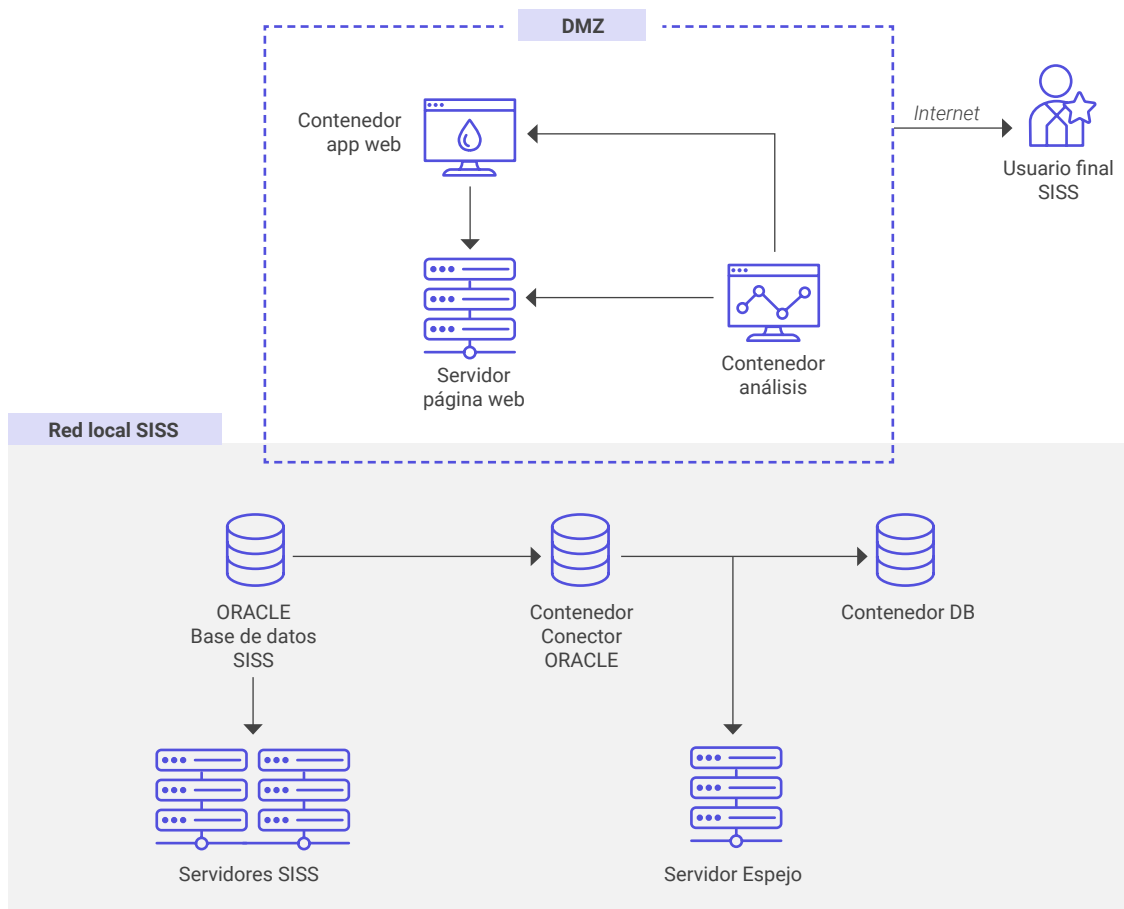 DMZ
Contenedor
app web
Internet
Usuario final
SISS
Servidor
página web
Contenedor
análisis
Red local SISS
ORACLE
Base de datos
SISS
Contenedor
Conector
ORACLE
Contenedor DB
Servidores SISS
Servidor Espejo